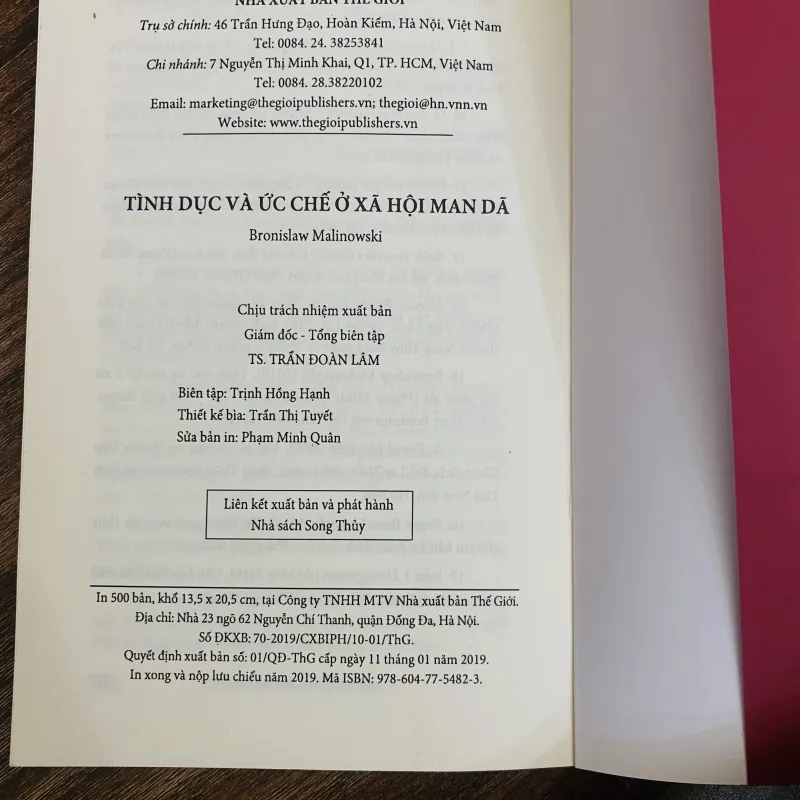 NHÀ XUẤT BẢN THẾ GIỚI
Trụ sở chính: 46 Trần Hưng Đạo, Hoàn Kiếm, Hà Nội, Việt Nam
Tel: 0084. 24. 38253841
Chi nhánh: 7 Nguyễn Thị Minh Khai, Q1, TP. HCM, Việt Nam
Tel: 0084. 28.38220102
Email: marketing@thegioipublishers.vn; thegioi@hn.vnn.vn
Website: www.thegioipublishers.vn
TÌNH DỤC VÀ ỨC CHẾ Ở XÃ HỘI MAN DÃ
Bronislaw Malinowski
Chịu trách nhiệm xuất bản
Giám đốc - Tổng biên tập
TS. TRẦN ĐOÀN LÂM
Biên tập: Trịnh Hồng Hạnh
Thiết kế bìa: Trần Thị Tuyết
Sửa bản in: Phạm Minh Quân
Liên kết xuất bản và phát hành
Nhà sách Song Thủy
In 500 bản, khổ 13,5 x 20,5 cm, tại Công ty TNHH MTV Nhà xuất bản Thế Giới.
Địa chỉ: Nhà 23 ngõ 62 Nguyễn Chí Thanh, quận Đống Đa, Hà Nội.
Số ĐKXB: 70-2019/CXBIPH/10-01/ThG.
Quyết định xuất bản số: 01/QĐ-ThG cấp ngày 11 tháng 01 năm 2019.
In xong và nộp lưu chiểu năm 2019. Mã ISBN: 978-604-77-5482-3.